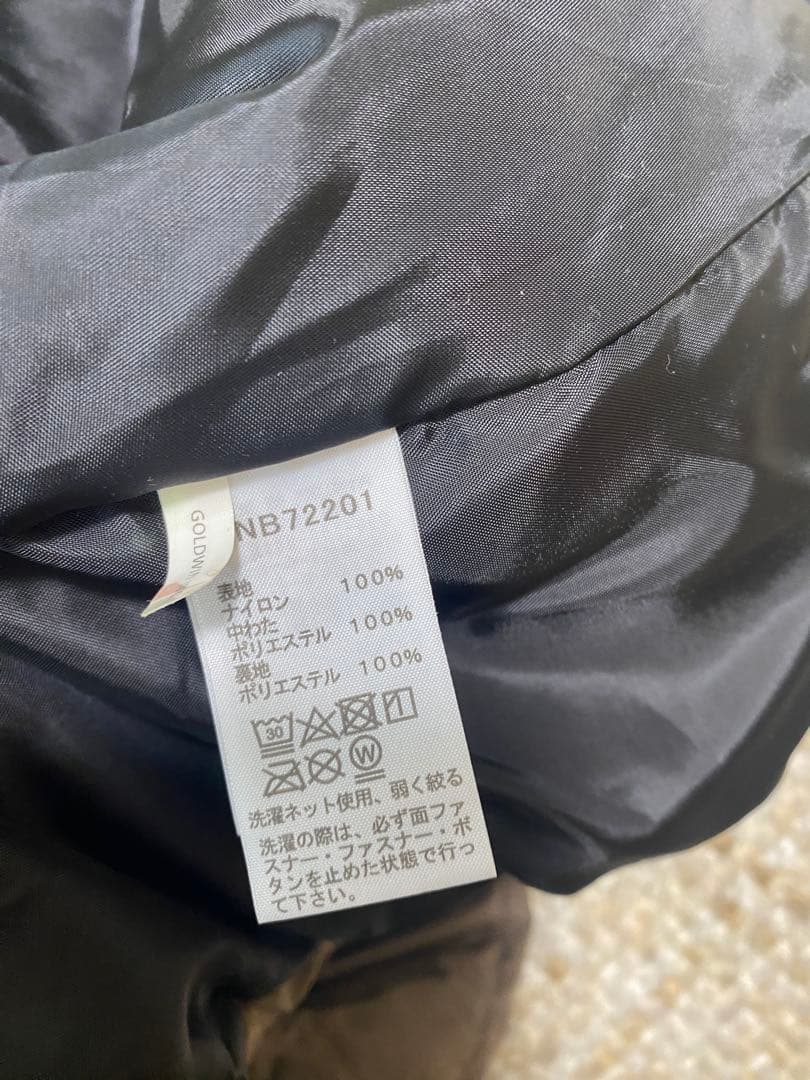 GOLDWI
NB72201
表地
ナイロン 100%
中わた
ポリエステル 100%
裏地
ポリエステル 100%
30
W
洗濯ネット使用、弱く絞る
洗濯の際は、必ず面ファ
スナー・ファスナー・ボ
タンを止めた状態で行っ
て下さい。